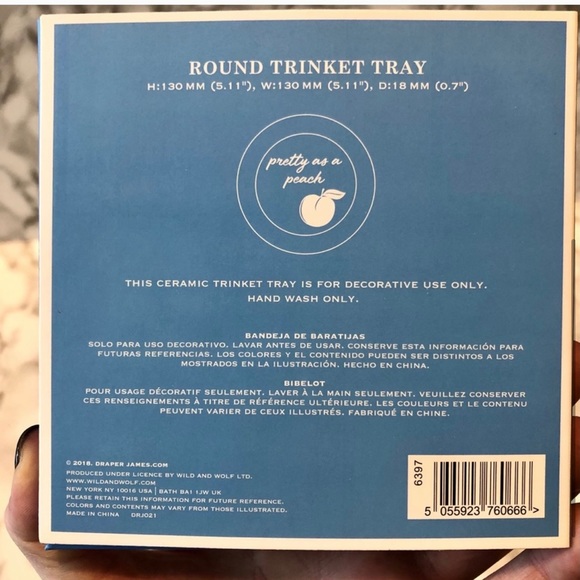 ROUND TRINKET TRAY
H:130 MM (5.11"), W:130 MM (5.11"), D:18 MM (0.7")
pretty as a
peach
THIS CERAMIC TRINKET TRAY IS FOR DECORATIVE USE ONLY.
HAND WASH ONLY.
BANDEJA DE BARATIJAS
SOLO PARA USO DECORATIVO. LAVAR ANTES DE USAR. CONSERVE ESTA INFORMACIÓN PARA
FUTURAS REFERENCIAS. LOS COLORES Y EL CONTENIDO PUEDEN SER DISTINTOS A LOS
MOSTRADOS EN LA ILUSTRACIÓN. HECHO EN CHINA.
BIBELOT
POUR USAGE DÉCORATIF SEULEMENT. LAVER À LA MAIN SEULEMENT. VEUILLEZ CONSERVER
CES RENSEIGNEMENTS À TITRE DE RÉFÉRENCE ULTÉRIEURE. LES COULEURS ET LE CONTENU
PEUVENT VARIER DE CEUX ILLUSTRÉS. FABRIQUÉ EN CHINE.
© 2018. DRAPER JAMES.COM
PRODUCED UNDER LICENCE BY WILD AND WOLF LTD.
WWW.WILDANDWOLF.COM
NEW YORK NY 10016 USA | BATH BA1 1JW UK
PLEASE RETAIN THIS INFORMATION FOR FUTURE REFERENCE.
COLORS AND CONTENTS MAY VARY FROM THOSE ILLUSTRATED.
MADE IN CHINA DRJ021
6397
5 055923 760666 >